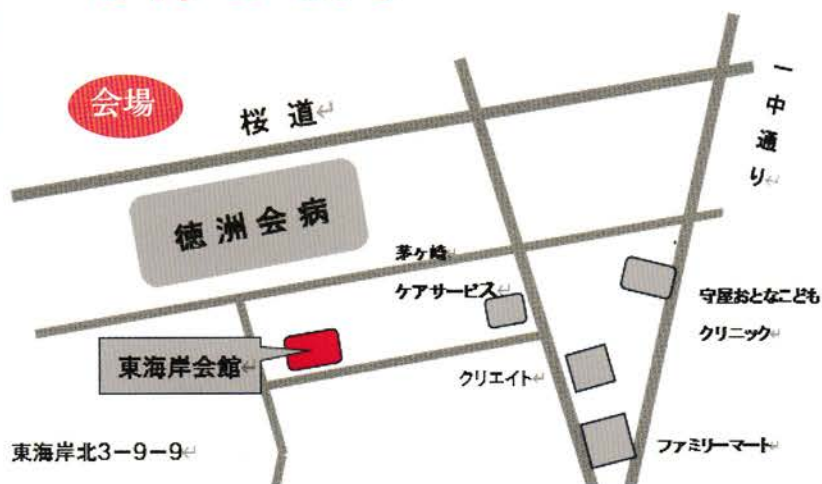 会場
桜道
一中通り
徳洲会病
茅ヶ崎
ケアサービス
守屋おとなこども
クリニック
東海岸会館
クリエイト
東海岸北3-9-9
ファミリーマート